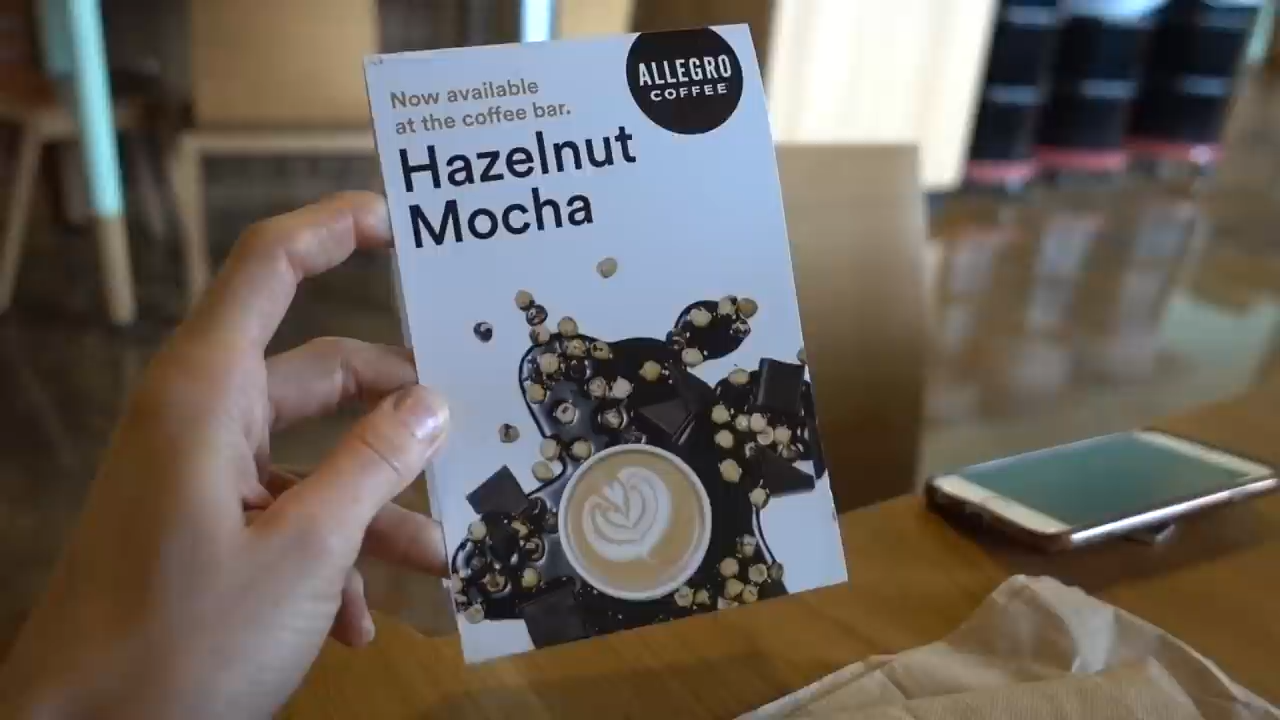 Now available
at the coffee bar.
Hazelnut
Mocha
ALLEGRO
COFFEE